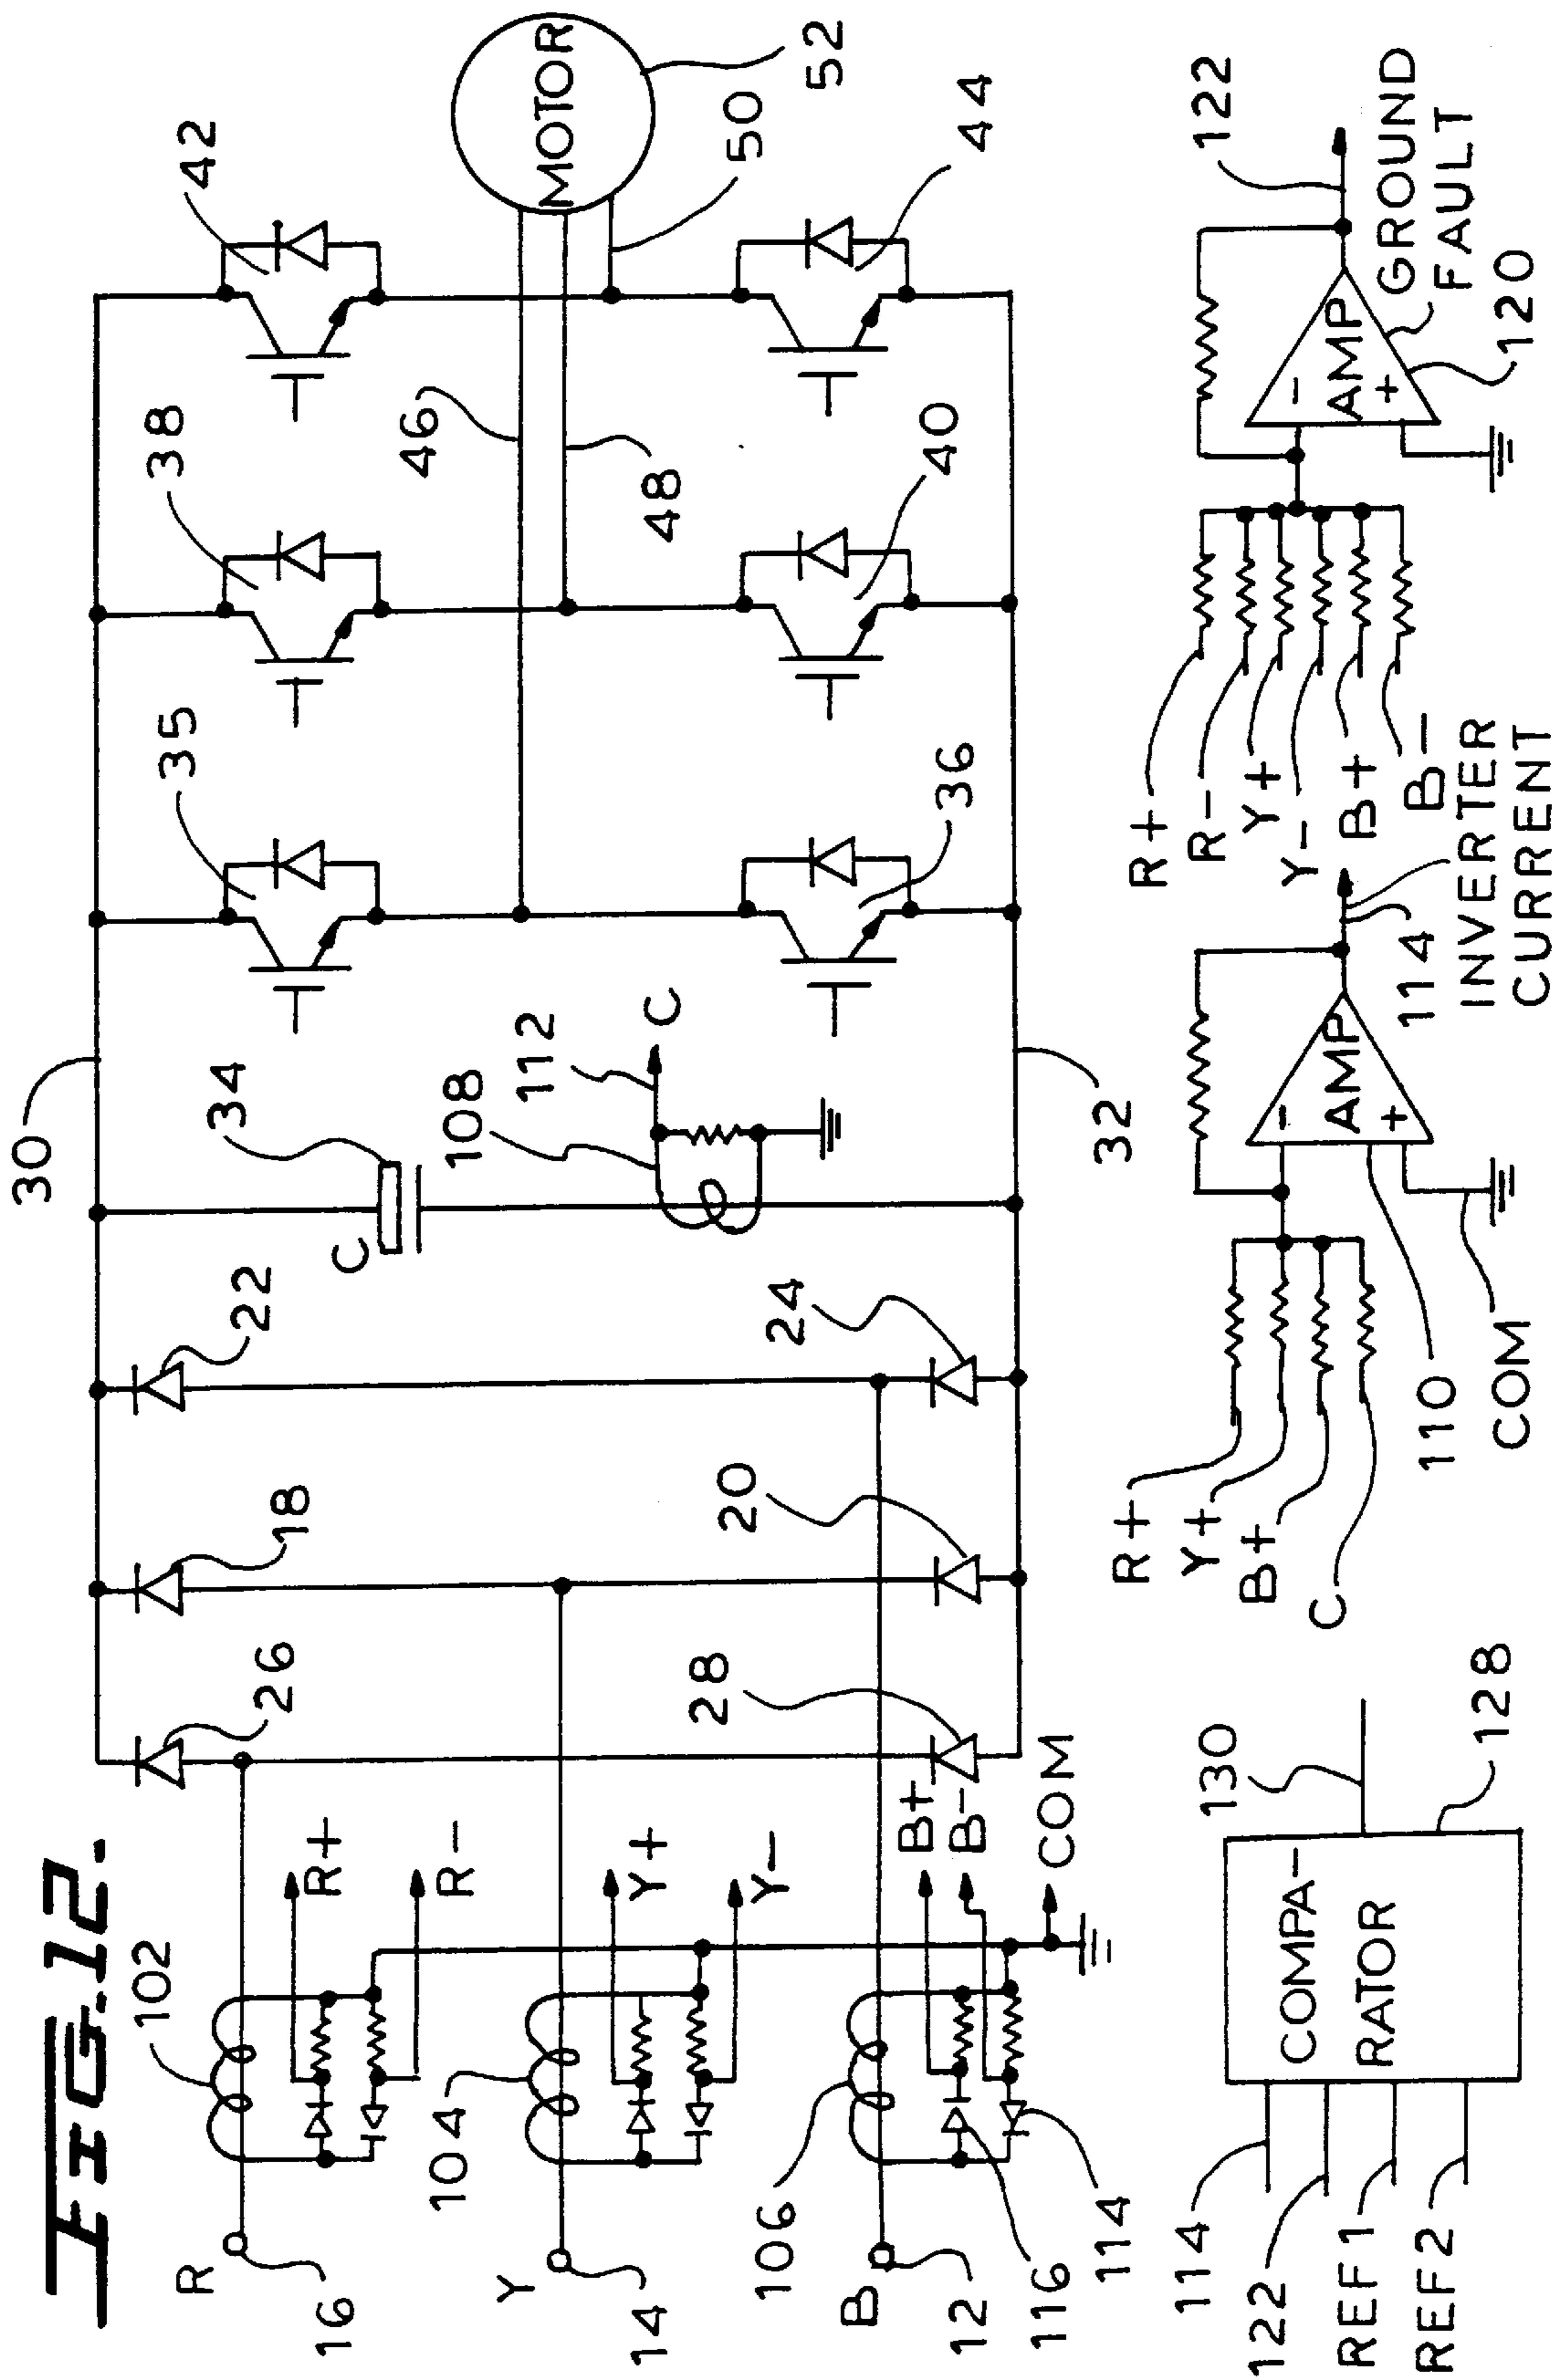 FIG.12.
R
16
102
R+
R-
26
Y
14
104
Y+
Y-
18
B
12
106
116
114
B+
B-
COM
28
20
22
24
30
34
C
108
112
C
32
35
36
38
40
42
44
46
48
50
MOTOR
52
114
122
REF1
REF2
COMPA-
RATOR
130
128
R+
Y+
B+
C
110
COM
-
AMP
+
114
INVERTER
CURRENT
R+
R-
Y+
Y-
B+
B-
-
AMP
+
122
GROUND
FAULT
120